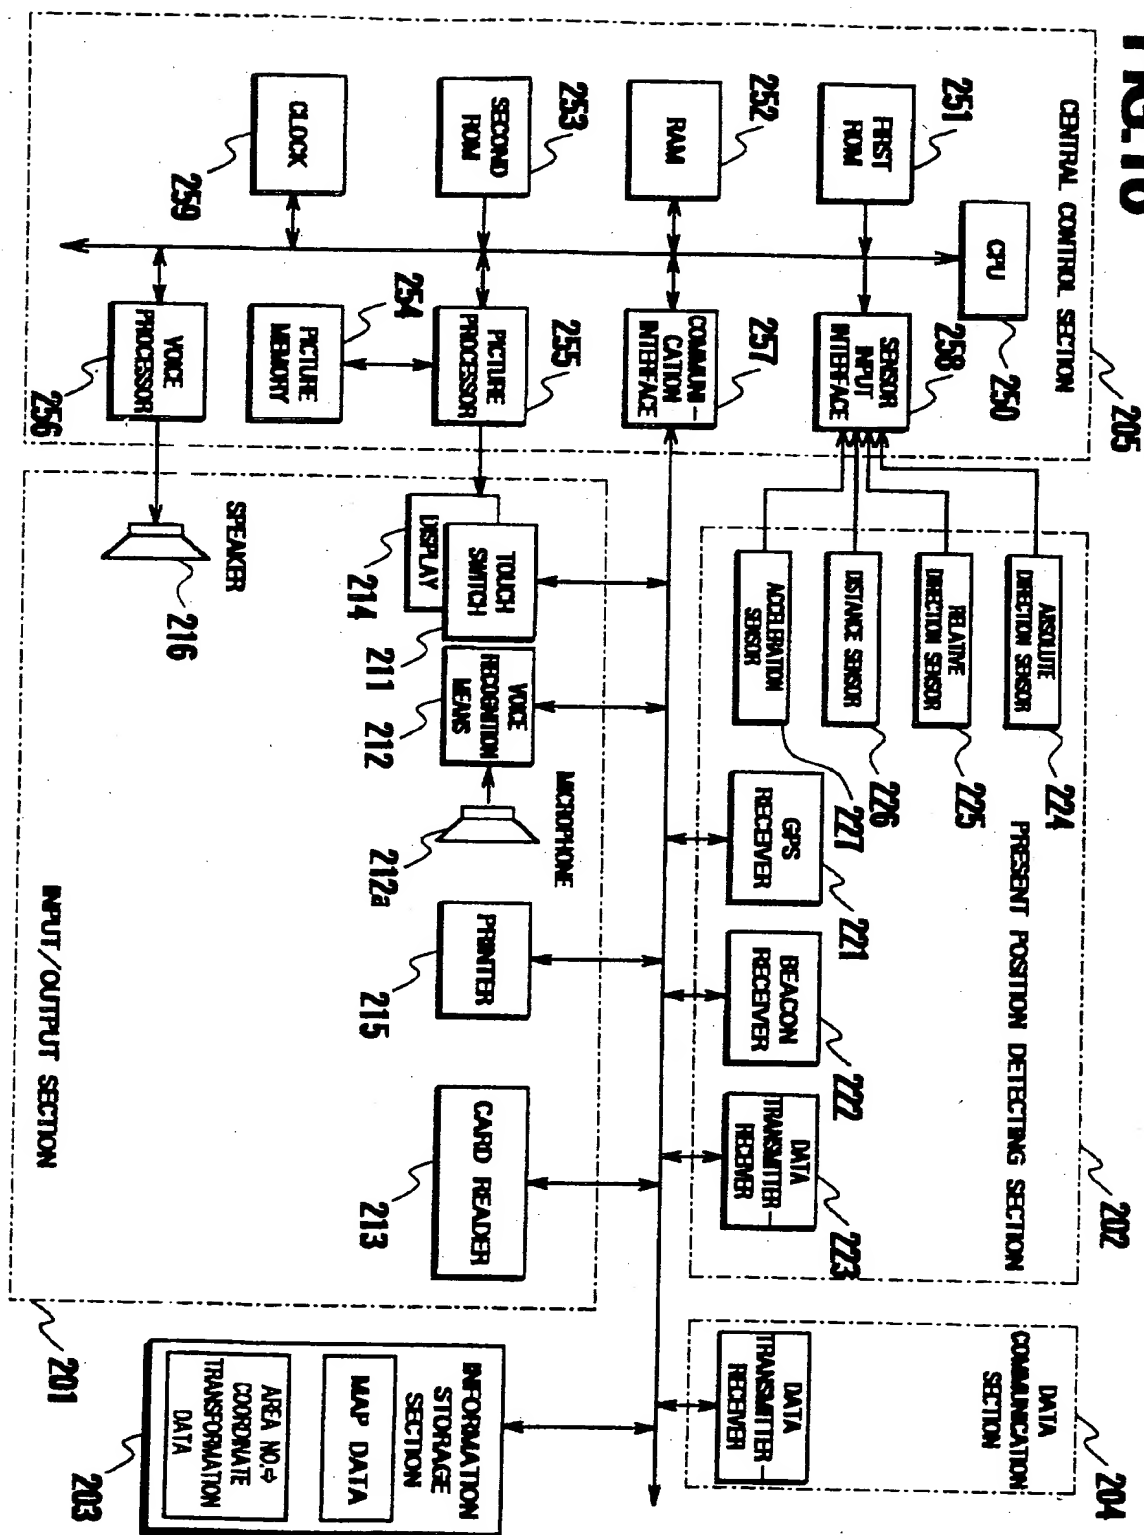 FIG.10
CENTRAL CONTROL SECTION
205
CPU
250
FIRST
ROM
251
SENSOR
INPUT
INTERFACE
258
RAM
252
COMMUNI-
CATION
INTERFACE
257
SECOND
ROM
253
PICTURE
PROCESSOR
255
PICTURE
MEMORY
254
CLOCK
259
VOICE
PROCESSOR
256
PRESENT POSITION DETECTING SECTION
202
ABSOLUTE
DIRECTION SENSOR
224
RELATIVE
DIRECTION SENSOR
225
DISTANCE SENSOR
226
ACCELERATION
SENSOR
227
GPS
RECEIVER
221
BEACON
RECEIVER
222
DATA
TRANSMITTER-
RECEIVER
223
DATA
COMMUNICATION
SECTION
204
DATA
TRANSMITTER-
RECEIVER
INPUT/OUTPUT SECTION
201
TOUCH
SWITCH
211
DISPLAY
214
VOICE
RECOGNITION
MEANS
212
MICROPHONE
212a
PRINTER
215
CARD READER
213
SPEAKER
216
INFORMATION
STORAGE
SECTION
MAP DATA
AREA NO.⇔
COORDINATE
TRANSFORMATION
DATA
203